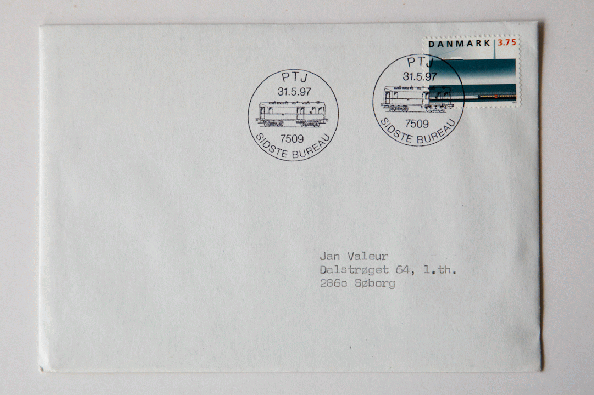 DANMARK 3.75
PTJ
31.5.97
7509
SIDSTE BUREAU
PTJ
31.5.97
7509
SIDSTE BUREAU
Jan Valeur
Dalstrøget 64, 1.th.
2860 Søborg